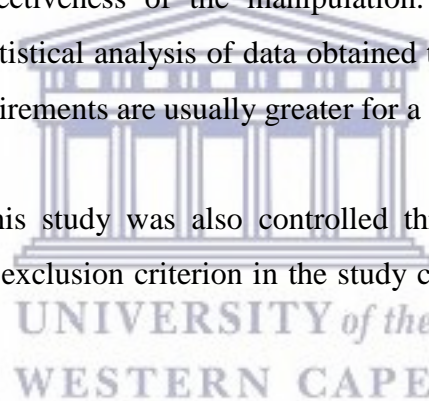 ectiveness of the manipulation.
tistical analysis of data obtained t
irements are usually greater for a
his study was also controlled th
exclusion criterion in the study c
UNIVERSITY of the
WESTERN CAPE